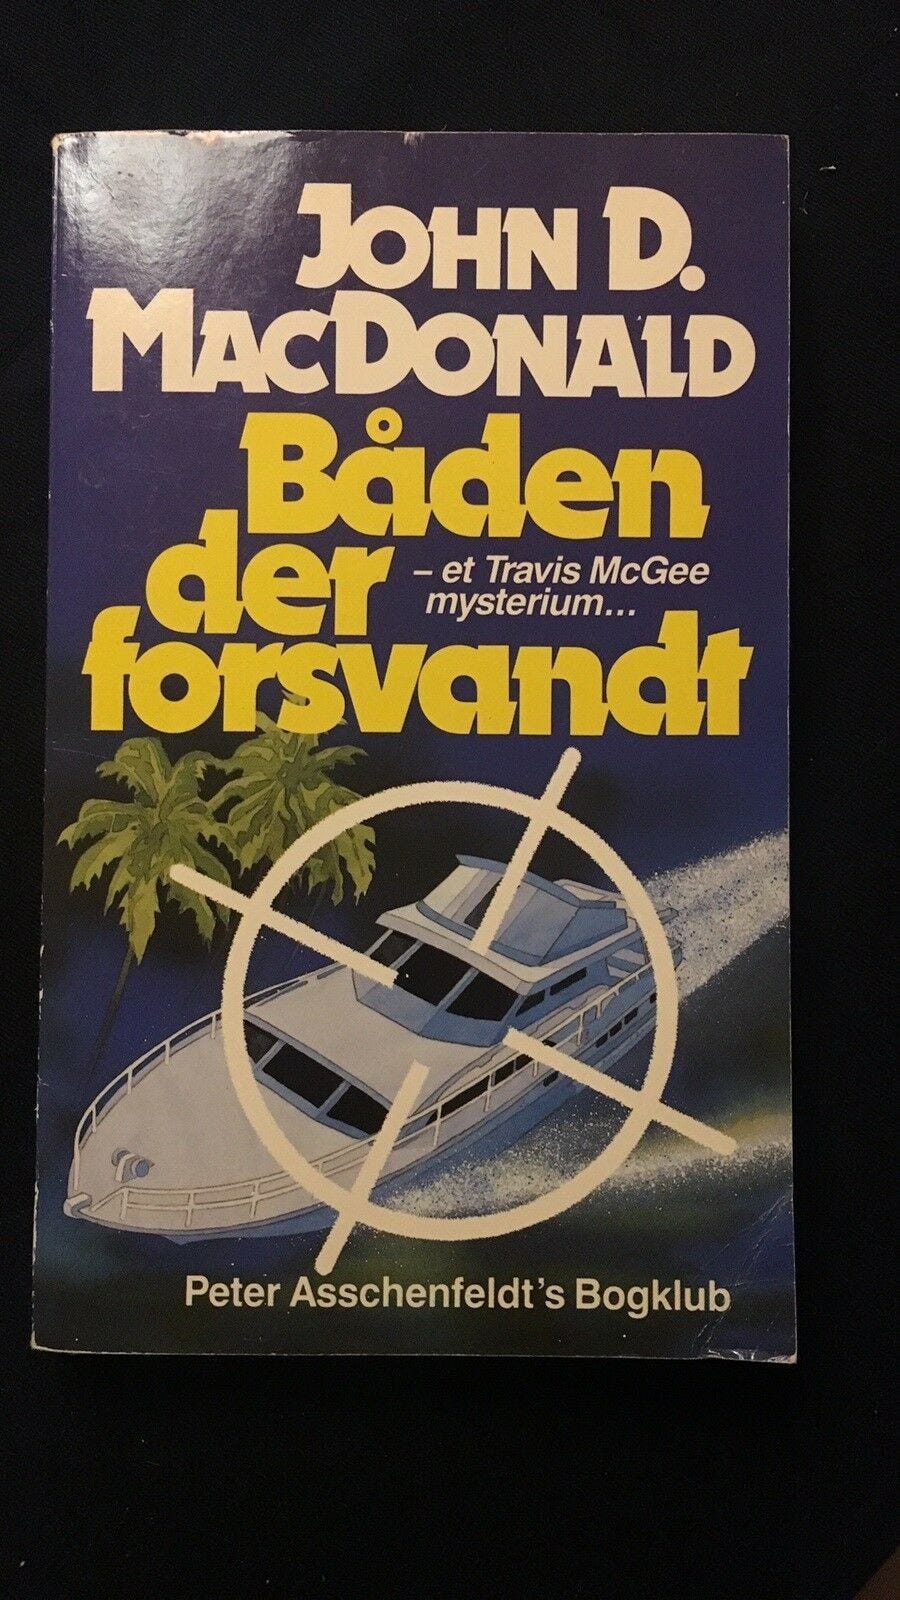 JOHN D.
MACDONALD
Båden
der
– et Travis McGee
mysterium...
forsvandt
Peter Asschenfeldt's Bogklub